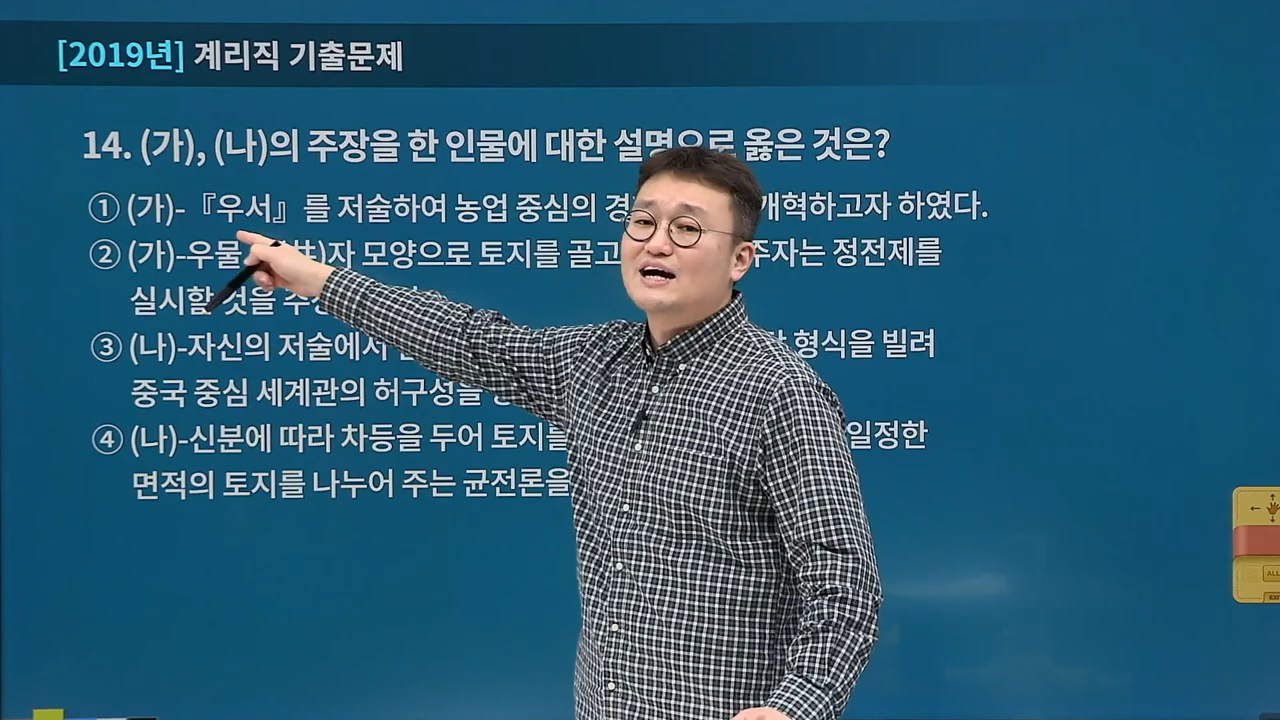 [2019년] 계리직 기출문제
14. (가), (나)의 주장을 한 인물에 대한 설명으로 옳은 것은?
① (가)-『우서』를 저술하여 농업 중심의 개혁하고자 하였다.
② (가)-우물 자 모양으로 토지를 골고 주자는 정전제를
실시할 것을
③ (나)-자신의 저술에서 형식을 빌려
중국 중심 세계관의 허구성을
④ (나)-신분에 따라 차등을 두어 토지를 일정한
면적의 토지를 나누어 주는 균전론을
ALL